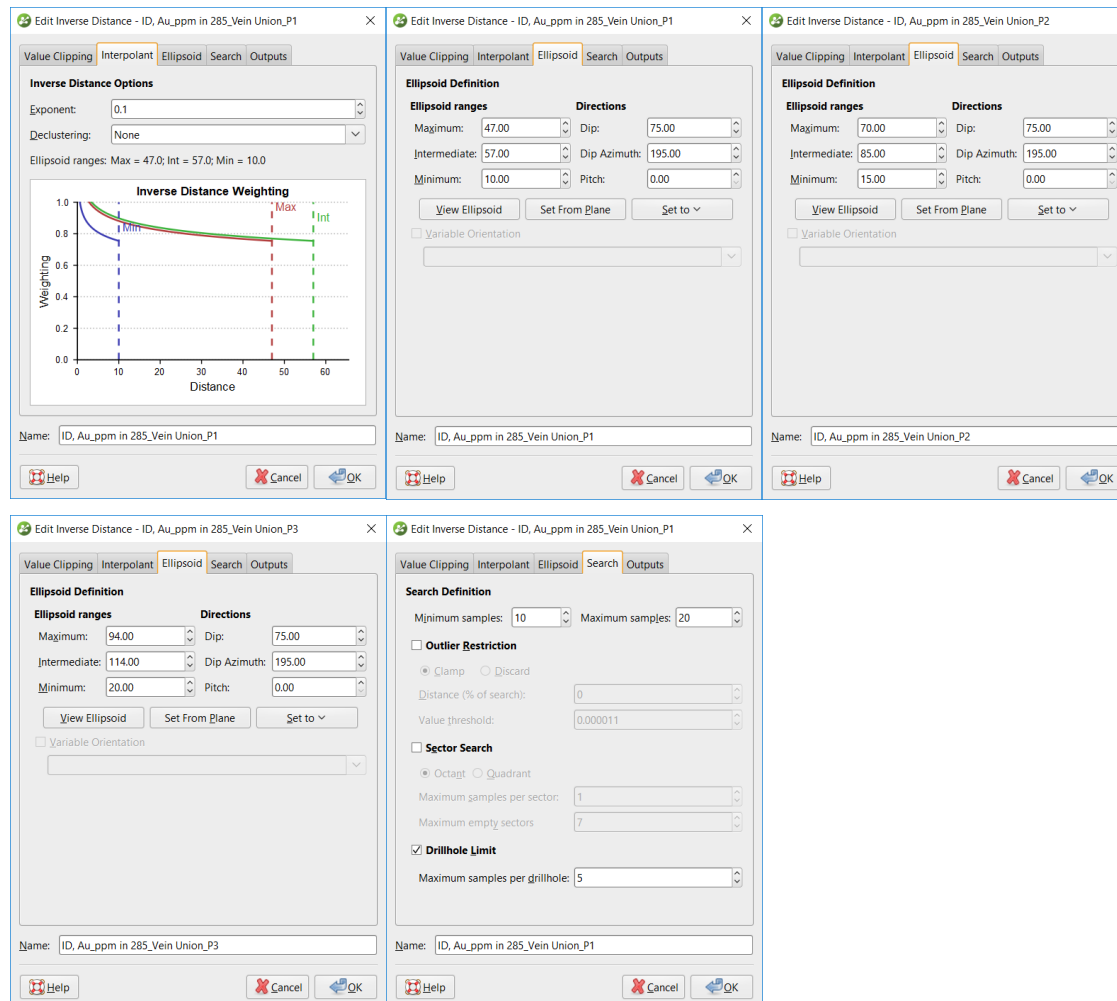 Edit Inverse Distance - ID, Au_ppm in 285_Vein Union_P1
Value Clipping Interpolant Ellipsoid Search Outputs
Inverse Distance Options
Exponent: 0.1
Declustering: None
Ellipsoid ranges: Max = 47.0; Int = 57.0; Min = 10.0
Inverse Distance Weighting
1.0
0.8
0.6
0.4
0.2
0.0
Weighting
Min
Max
Int
0 10 20 30 40 50 60
Distance
Name: ID, Au_ppm in 285_Vein Union_P1
Help Cancel OK
Edit Inverse Distance - ID, Au_ppm in 285_Vein Union_P1
Value Clipping Interpolant Ellipsoid Search Outputs
Ellipsoid Definition
Ellipsoid ranges Directions
Maximum: 47.00 Dip: 75.00
Intermediate: 57.00 Dip Azimuth: 195.00
Minimum: 10.00 Pitch: 0.00
View Ellipsoid Set From Plane Set to
Variable Orientation
Name: ID, Au_ppm in 285_Vein Union_P1
Help Cancel OK
Edit Inverse Distance - ID, Au_ppm in 285_Vein Union_P2
Value Clipping Interpolant Ellipsoid Search Outputs
Ellipsoid Definition
Ellipsoid ranges Directions
Maximum: 70.00 Dip: 75.00
Intermediate: 85.00 Dip Azimuth: 195.00
Minimum: 15.00 Pitch: 0.00
View Ellipsoid Set From Plane Set to
Variable Orientation
Name: ID, Au_ppm in 285_Vein Union_P2
Help Cancel OK
Edit Inverse Distance - ID, Au_ppm in 285_Vein Union_P3
Value Clipping Interpolant Ellipsoid Search Outputs
Ellipsoid Definition
Ellipsoid ranges Directions
Maximum: 94.00 Dip: 75.00
Intermediate: 114.00 Dip Azimuth: 195.00
Minimum: 20.00 Pitch: 0.00
View Ellipsoid Set From Plane Set to
Variable Orientation
Name: ID, Au_ppm in 285_Vein Union_P3
Help Cancel OK
Edit Inverse Distance - ID, Au_ppm in 285_Vein Union_P1
Value Clipping Interpolant Ellipsoid Search Outputs
Search Definition
Minimum samples: 10 Maximum samples: 20
Outlier Restriction
Clamp Discard
Distance (% of search): 0
Value threshold: 0.000011
Sector Search
Octant Quadrant
Maximum samples per sector: 1
Maximum empty sectors 7
Drillhole Limit
Maximum samples per drillhole: 5
Name: ID, Au_ppm in 285_Vein Union_P1
Help Cancel OK